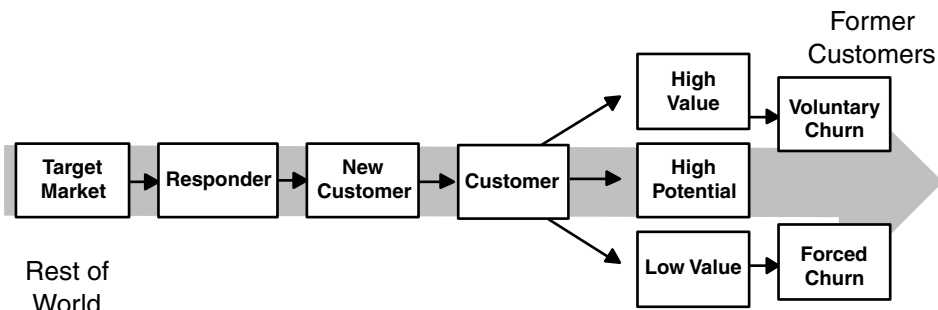 Former
Customers
High
Value
Voluntary
Churn
Target
Market
Responder
New
Customer
Customer
High
Potential
Low Value
Forced
Churn
Rest of
World